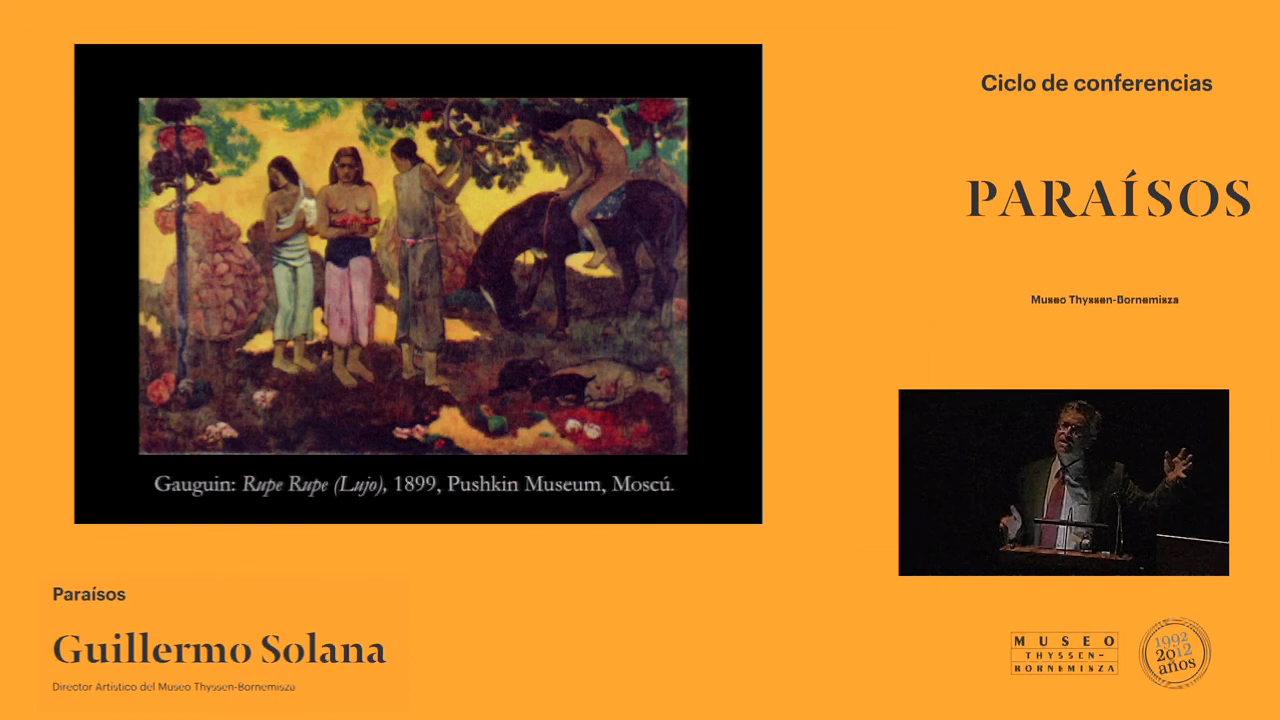 Ciclo de conferencias
PARAÍSOS
Museo Thyssen-Bornemisza
Gauguin: Rupe Rupe (Lujo), 1899, Pushkin Museum, Moscú.
Paraísos
Guillermo Solana
Director Artístico del Museo Thyssen-Bornemisza
MUSEO
THYSSEN-
BORNEMISZA
1992
2012
años